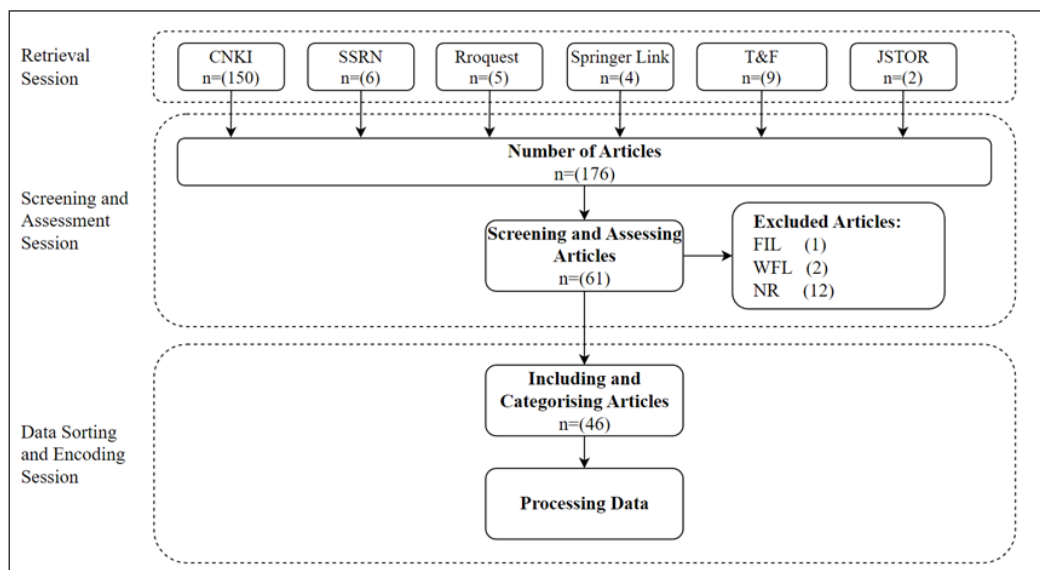 Retrieval
Session
CNKI
n=(150)
SSRN
n=(6)
Rroquest
n=(5)
Springer Link
n=(4)
T&F
n=(9)
JSTOR
n=(2)
Screening and
Assessment
Session
Number of Articles
n=(176)
Screening and Assessing
Articles
n=(61)
Excluded Articles:
FIL (1)
WFL (2)
NR (12)
Data Sorting
and Encoding
Session
Including and
Categorising Articles
n=(46)
Processing Data